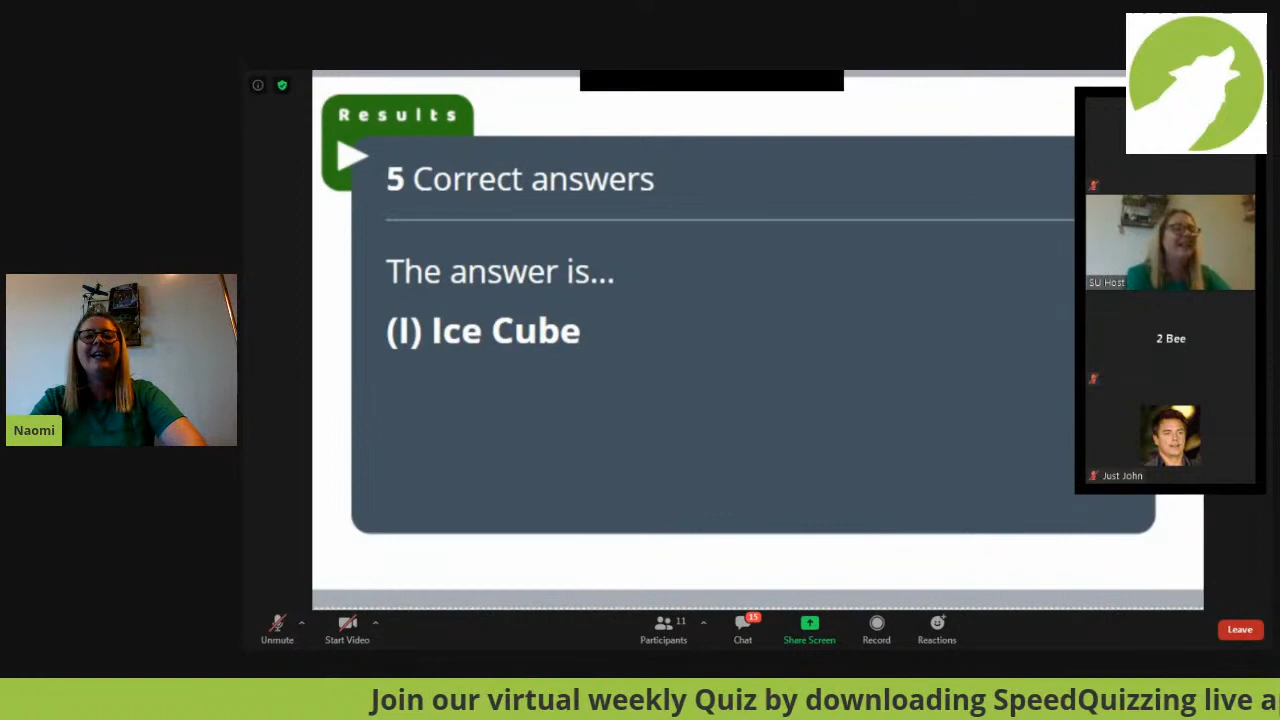 Results
5 Correct answers
The answer is...
(I) Ice Cube
Naomi
SU Host
2 Bee
Just John
Unmute
Start Video
11
Participants
15
Chat
Share Screen
Record
Reactions
Leave
Join our virtual weekly Quiz by downloading SpeedQuizzing live a